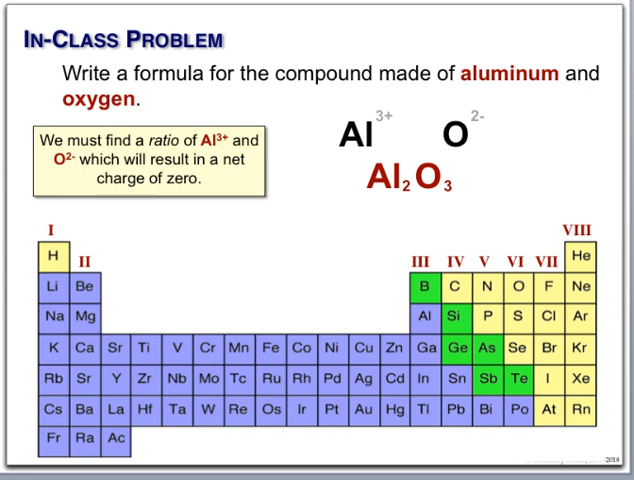 IN-CLASS PROBLEM
Write a formula for the compound made of aluminum and
oxygen.
We must find a ratio of Al³⁺ and
O²⁻ which will result in a net
charge of zero.
Al³⁺ O²⁻
Al₂O₃
I VIII
H II III IV V VI VII He
Li Be B C N O F Ne
Na Mg Al Si P S Cl Ar
K Ca Sr Ti V Cr Mn Fe Co Ni Cu Zn Ga Ge As Se Br Kr
Rb Sr Y Zr Nb Mo Tc Ru Rh Pd Ag Cd In Sn Sb Te I Xe
Cs Ba La Hf Ta W Re Os Ir Pt Au Hg Tl Pb Bi Po At Rn
Fr Ra Ac
2018